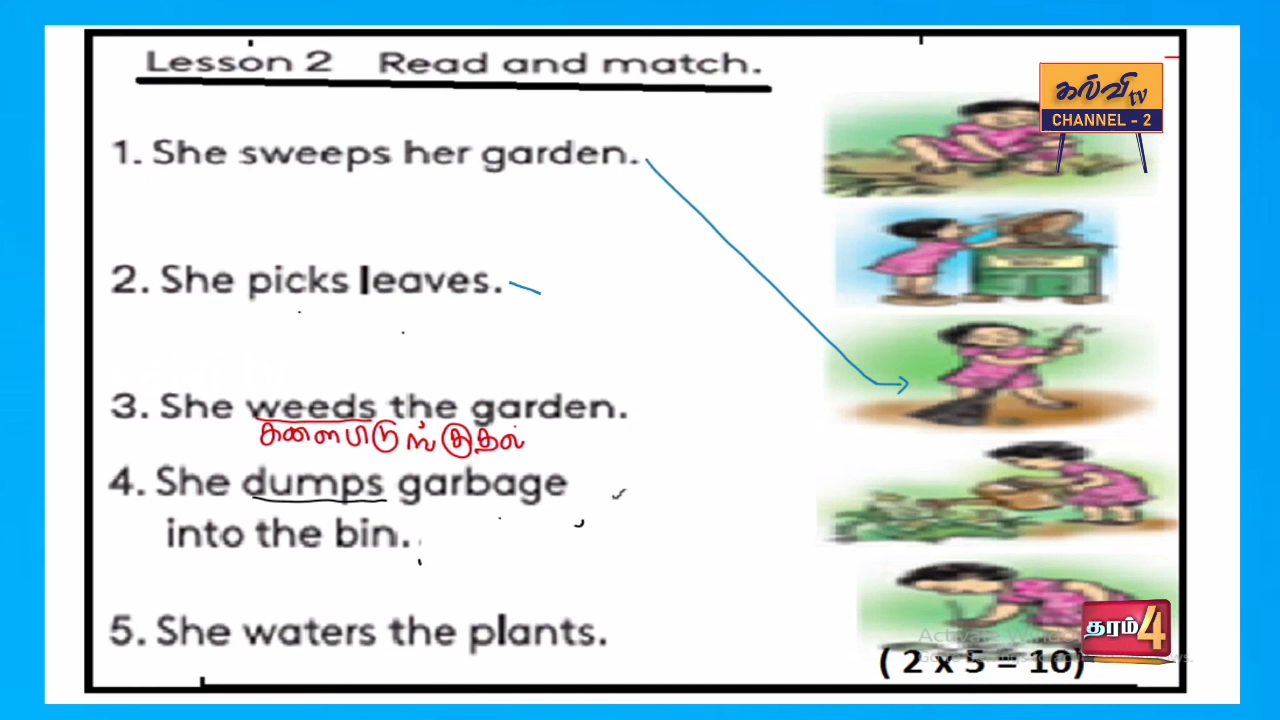 Lesson 2 Read and match.
கல்வி tv
CHANNEL - 2
1. She sweeps her garden.
2. She picks leaves.
3. She weeds the garden.
களைபிடுங்குதல்
4. She dumps garbage
into the bin.
5. She waters the plants.
தரம் 4
Activate Windo
( 2 x 5 = 10)